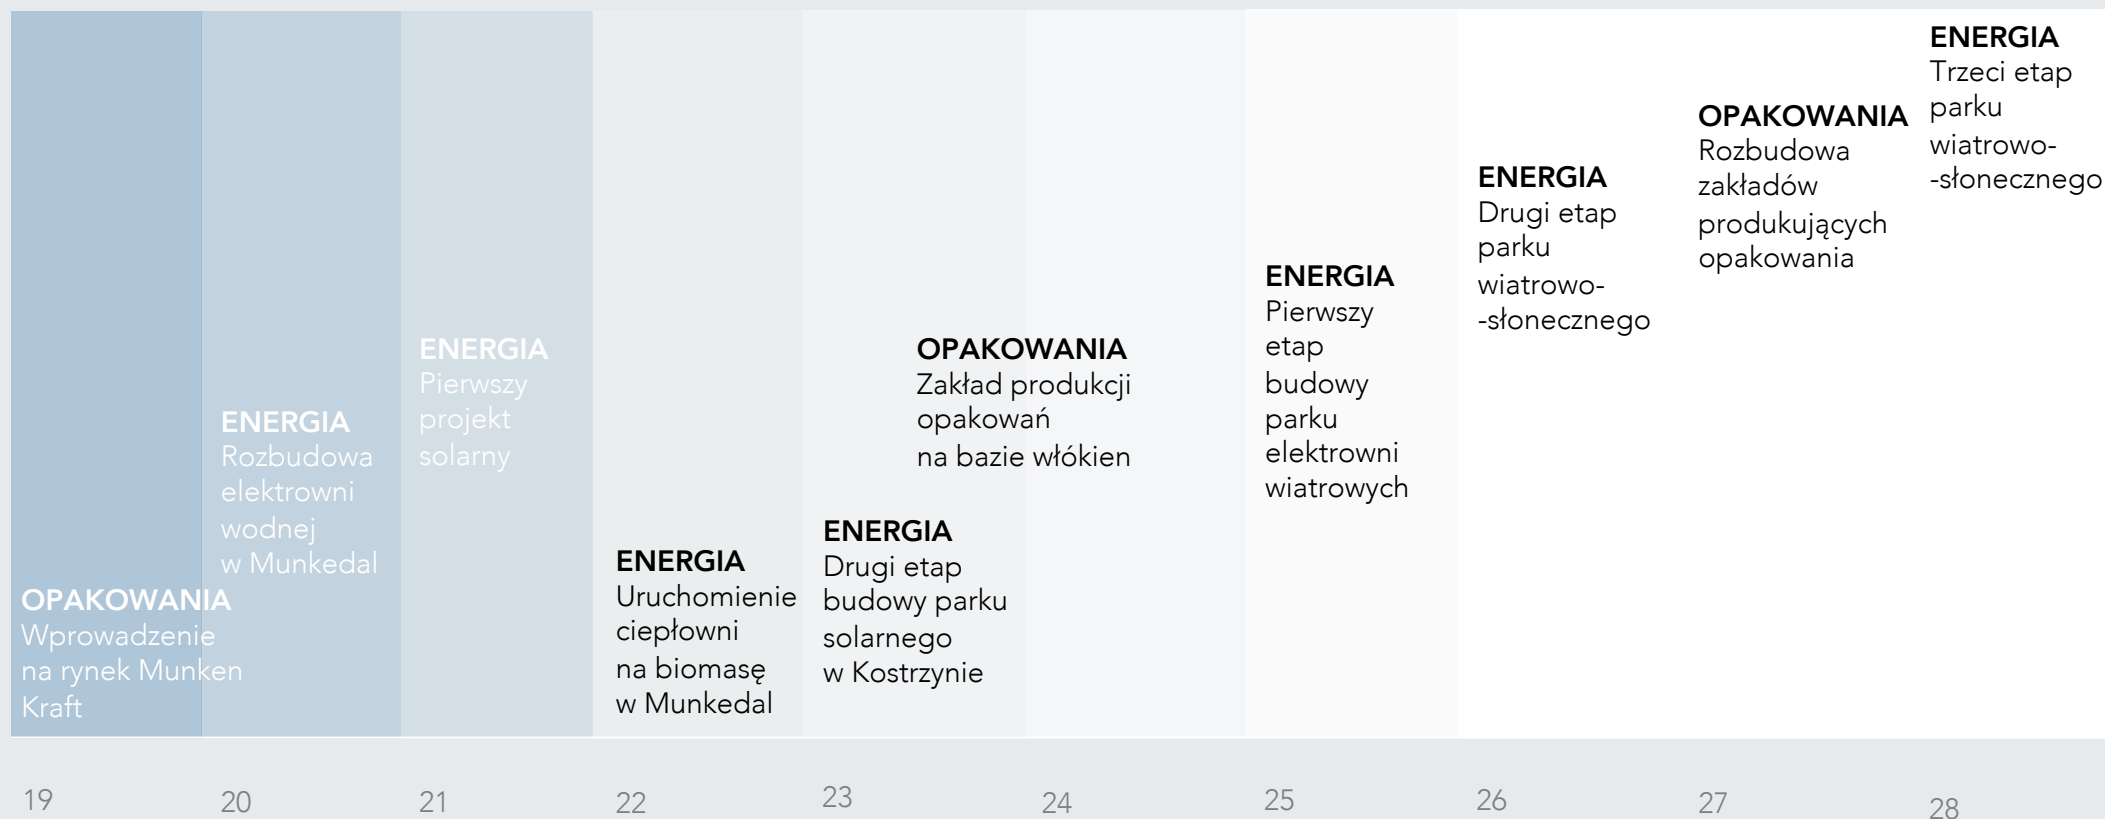 OPAKOWANIA
Wprowadzenie
na rynek Munken
Kraft
ENERGIA
Rozbudowa
elektrowni
wodnej
w Munkedal
ENERGIA
Pierwszy
projekt
solarny
ENERGIA
Uruchomienie
ciepłowni
na biomasę
w Munkedal
ENERGIA
Drugi etap
budowy parku
solarnego
w Kostrzynie
OPAKOWANIA
Zakład produkcji
opakowań
na bazie włókien
ENERGIA
Pierwszy
etap
budowy
parku
elektrowni
wiatrowych
ENERGIA
Drugi etap
parku
wiatrowo-
-słonecznego
OPAKOWANIA
Rozbudowa
zakładów
produkujących
opakowania
ENERGIA
Trzeci etap
parku
wiatrowo-
-słonecznego
19
20
21
22
23
24
25
26
27
28